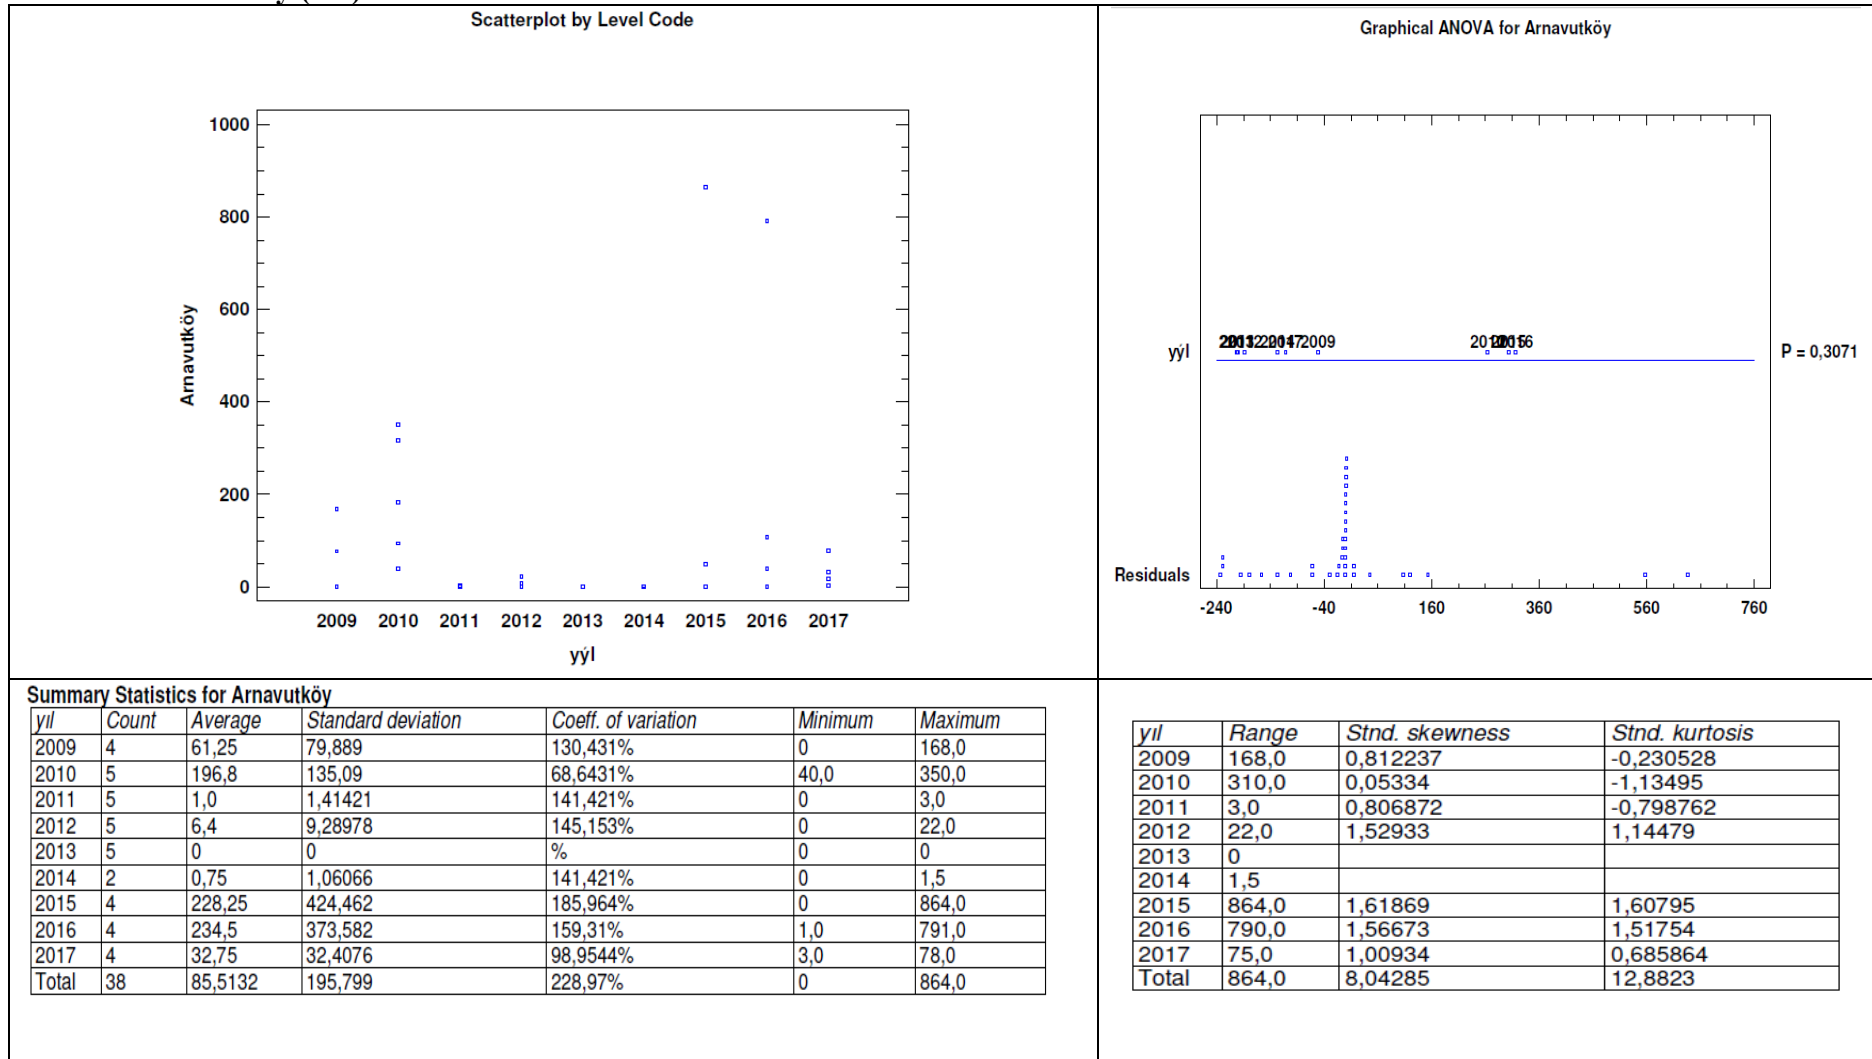 Scatterplot by Level Code
1000
800
600
400
200
0
Arnavutköy
2009 2010 2011 2012 2013 2014 2015 2016 2017
yýl
Graphical ANOVA for Arnavutköy
2009
yýl
P = 0,3071
Residuals
-240 -40 160 360 560 760
Summary Statistics for Arnavutköy
yıl Count Average Standard deviation Coeff. of variation Minimum Maximum
2009 4 61,25 79,889 130,431% 0 168,0
2010 5 196,8 135,09 68,6431% 40,0 350,0
2011 5 1,0 1,41421 141,421% 0 3,0
2012 5 6,4 9,28978 145,153% 0 22,0
2013 5 0 0 % 0 0
2014 2 0,75 1,06066 141,421% 0 1,5
2015 4 228,25 424,462 185,964% 0 864,0
2016 4 234,5 373,582 159,31% 1,0 791,0
2017 4 32,75 32,4076 98,9544% 3,0 78,0
Total 38 85,5132 195,799 228,97% 0 864,0
yıl Range Stnd. skewness Stnd. kurtosis
2009 168,0 0,812237 -0,230528
2010 310,0 0,05334 -1,13495
2011 3,0 0,806872 -0,798762
2012 22,0 1,52933 1,14479
2013 0
2014 1,5
2015 864,0 1,61869 1,60795
2016 790,0 1,56673 1,51754
2017 75,0 1,00934 0,685864
Total 864,0 8,04285 12,8823